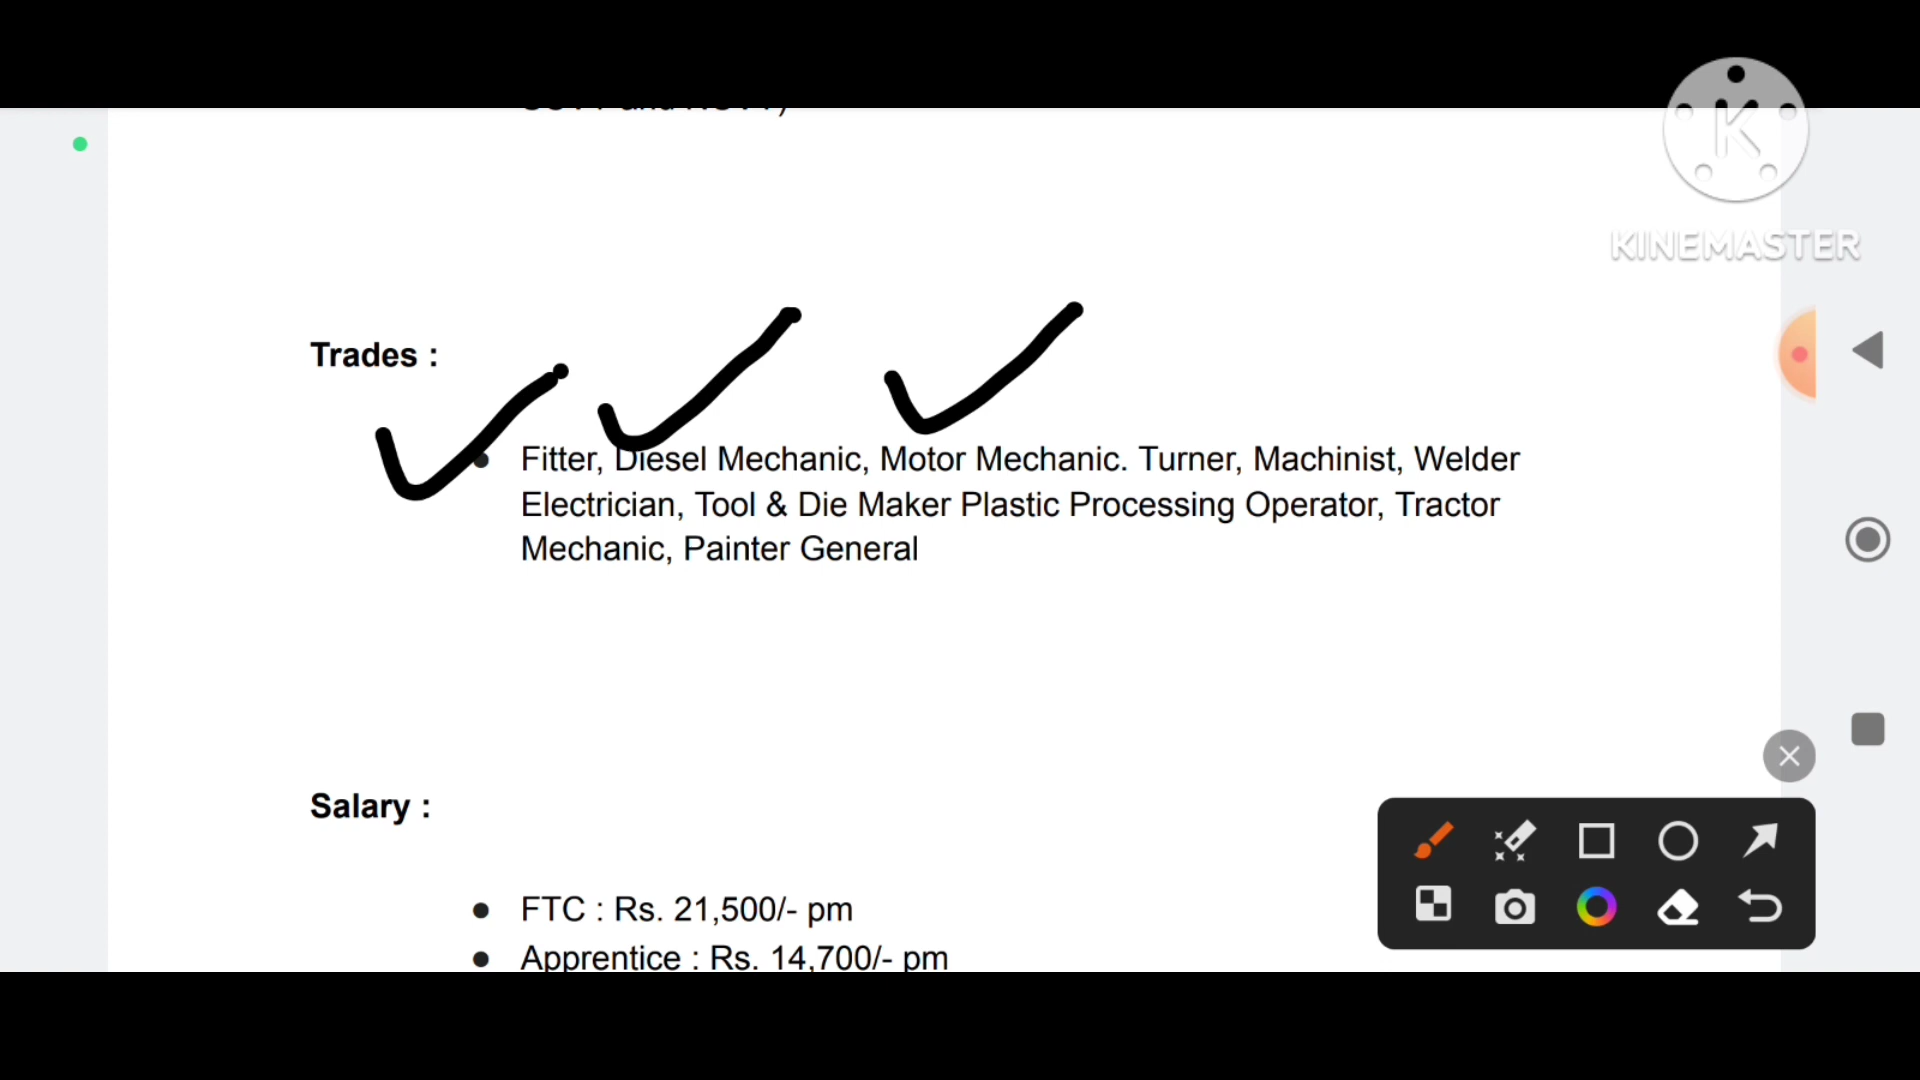 KINEMASTER
Trades :
Fitter, Diesel Mechanic, Motor Mechanic. Turner, Machinist, Welder
Electrician, Tool & Die Maker Plastic Processing Operator, Tractor
Mechanic, Painter General
Salary :
FTC : Rs. 21,500/- pm
Apprentice : Rs. 14,700/- pm